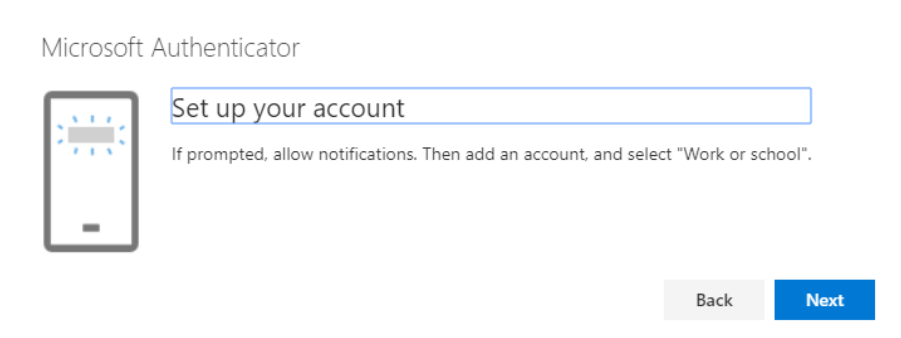 Microsoft Authenticator
Set up your account
If prompted, allow notifications. Then add an account, and select "Work or school".
Back
Next